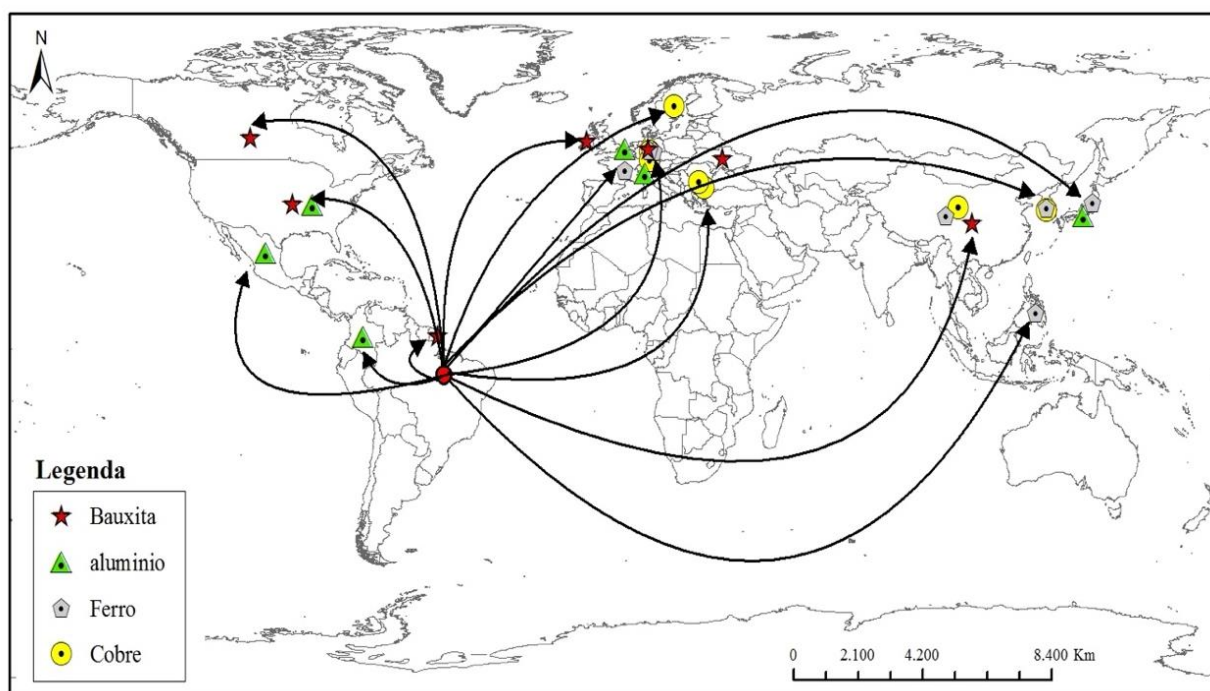 N
Legenda
Bauxita
aluminio
Ferro
Cobre
0 2.100 4.200 8.400 Km